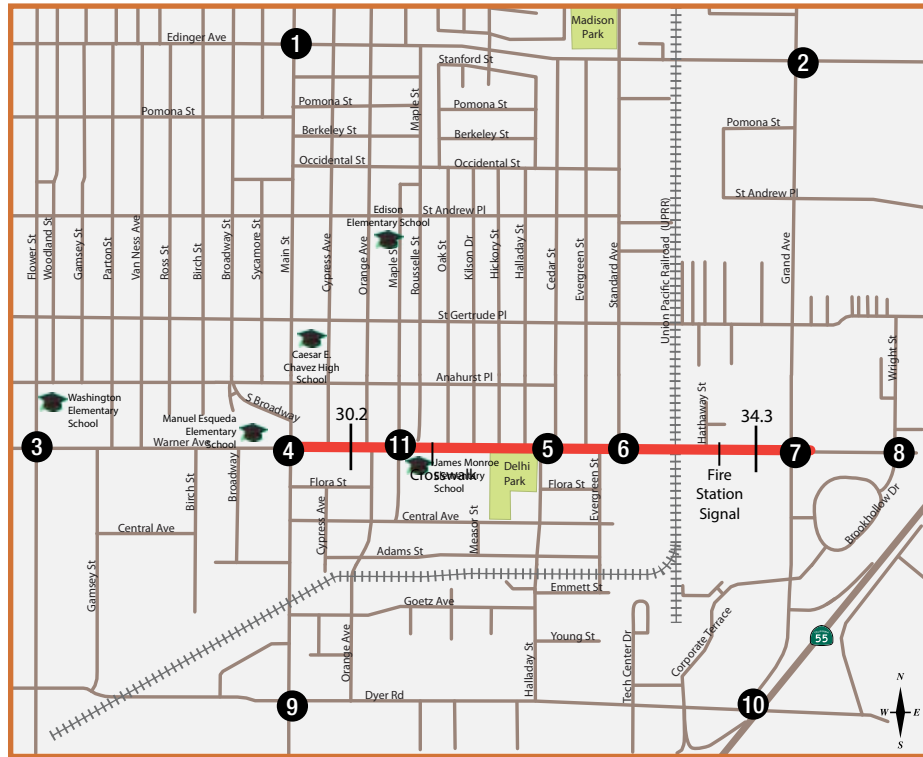 Madison
Park
Edinger Ave
1
Stanford St
2
Pomona St
Pomona St
Pomona St
Pomona St
Maple St
Berkeley St
Berkeley St
Occidental St
Occidental St
St Andrew Pl
Edison
Elementary School
St Andrew Pl
Flower St
Woodland St
Garnsey St
Parton St
Van Ness Ave
Ross St
Birch St
Broadway St
Sycamore St
Main St
Cypress Ave
Orange Ave
Maple St
Rousselle St
Oak St
Kilson Dr
Hickory St
Halladay St
Cedar St
Evergreen St
Standard Ave
Union Pacific Railroad (UPRR)
Grand Ave
St Gertrude Pl
Wright St
Caesar E.
Chavez High
School
Anahurst Pl
Washington
Elementary
School
S Broadway
Manuel Esqueda
Elementary
School
30.2
Hathaway St
34.3
3
Warner Ave
4
11
5
6
7
8
James Monroe
Elementary
School
Crosswalk
Delhi
Park
Fire
Station
Signal
Birch St
Broadway
Flora St
Flora St
Evergreen St
Cypress Ave
Central Ave
Central Ave
Measor St
Brookhollow Dr
Adams St
Garnsey St
Emmett St
Goetz Ave
Young St
Orange Ave
Halladay St
Tech Center Dr
Corporate Terrace
55
Dyer Rd
9
10
N
W
E
S